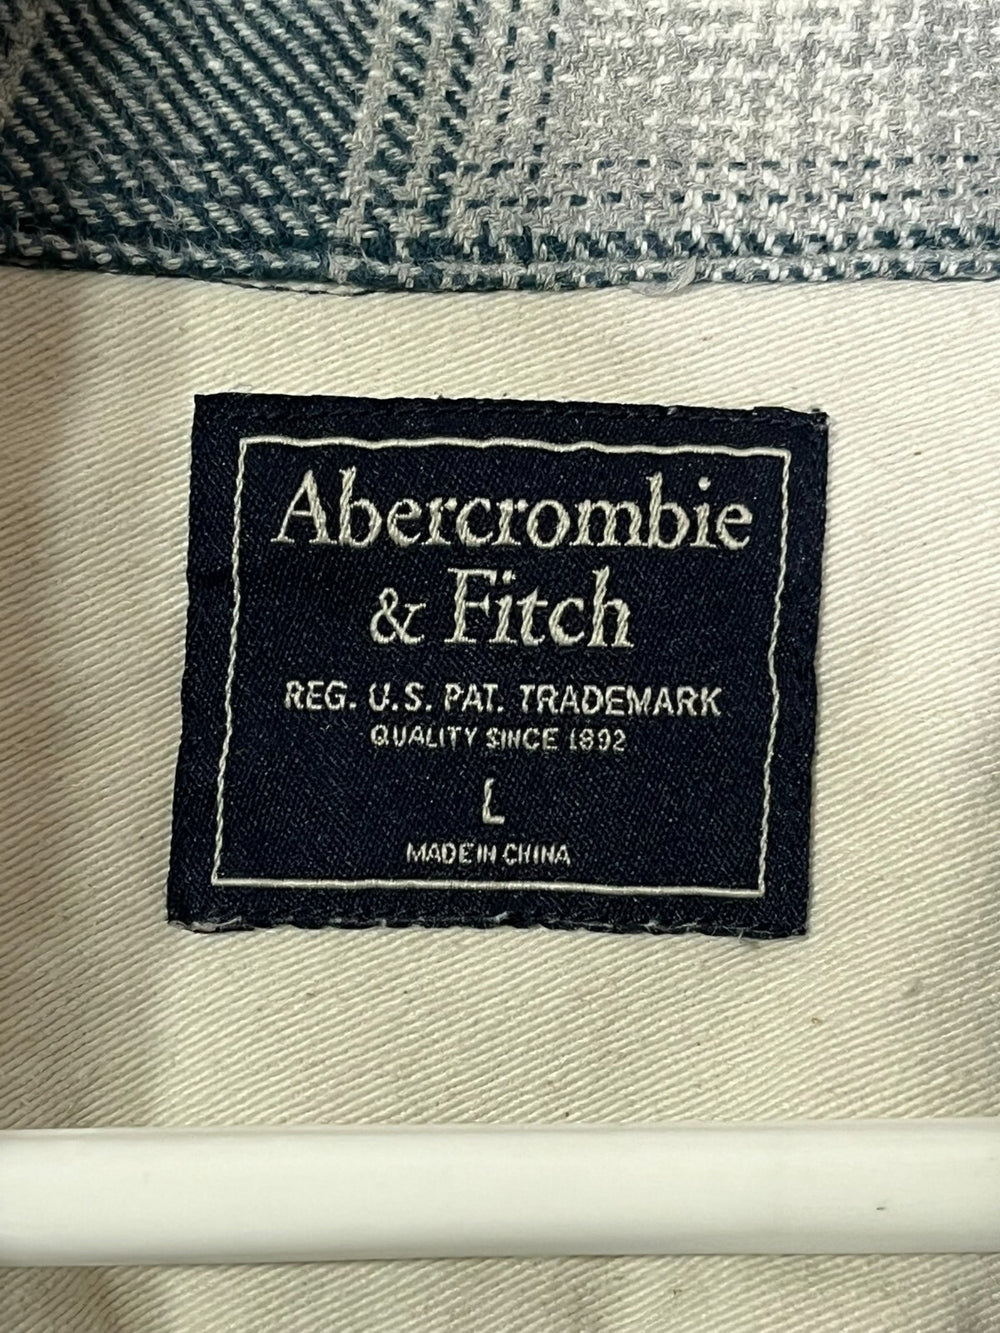 Abercrombie
& Fitch
REG. U.S. PAT. TRADEMARK
QUALITY SINCE 1892
L
MADE IN CHINA